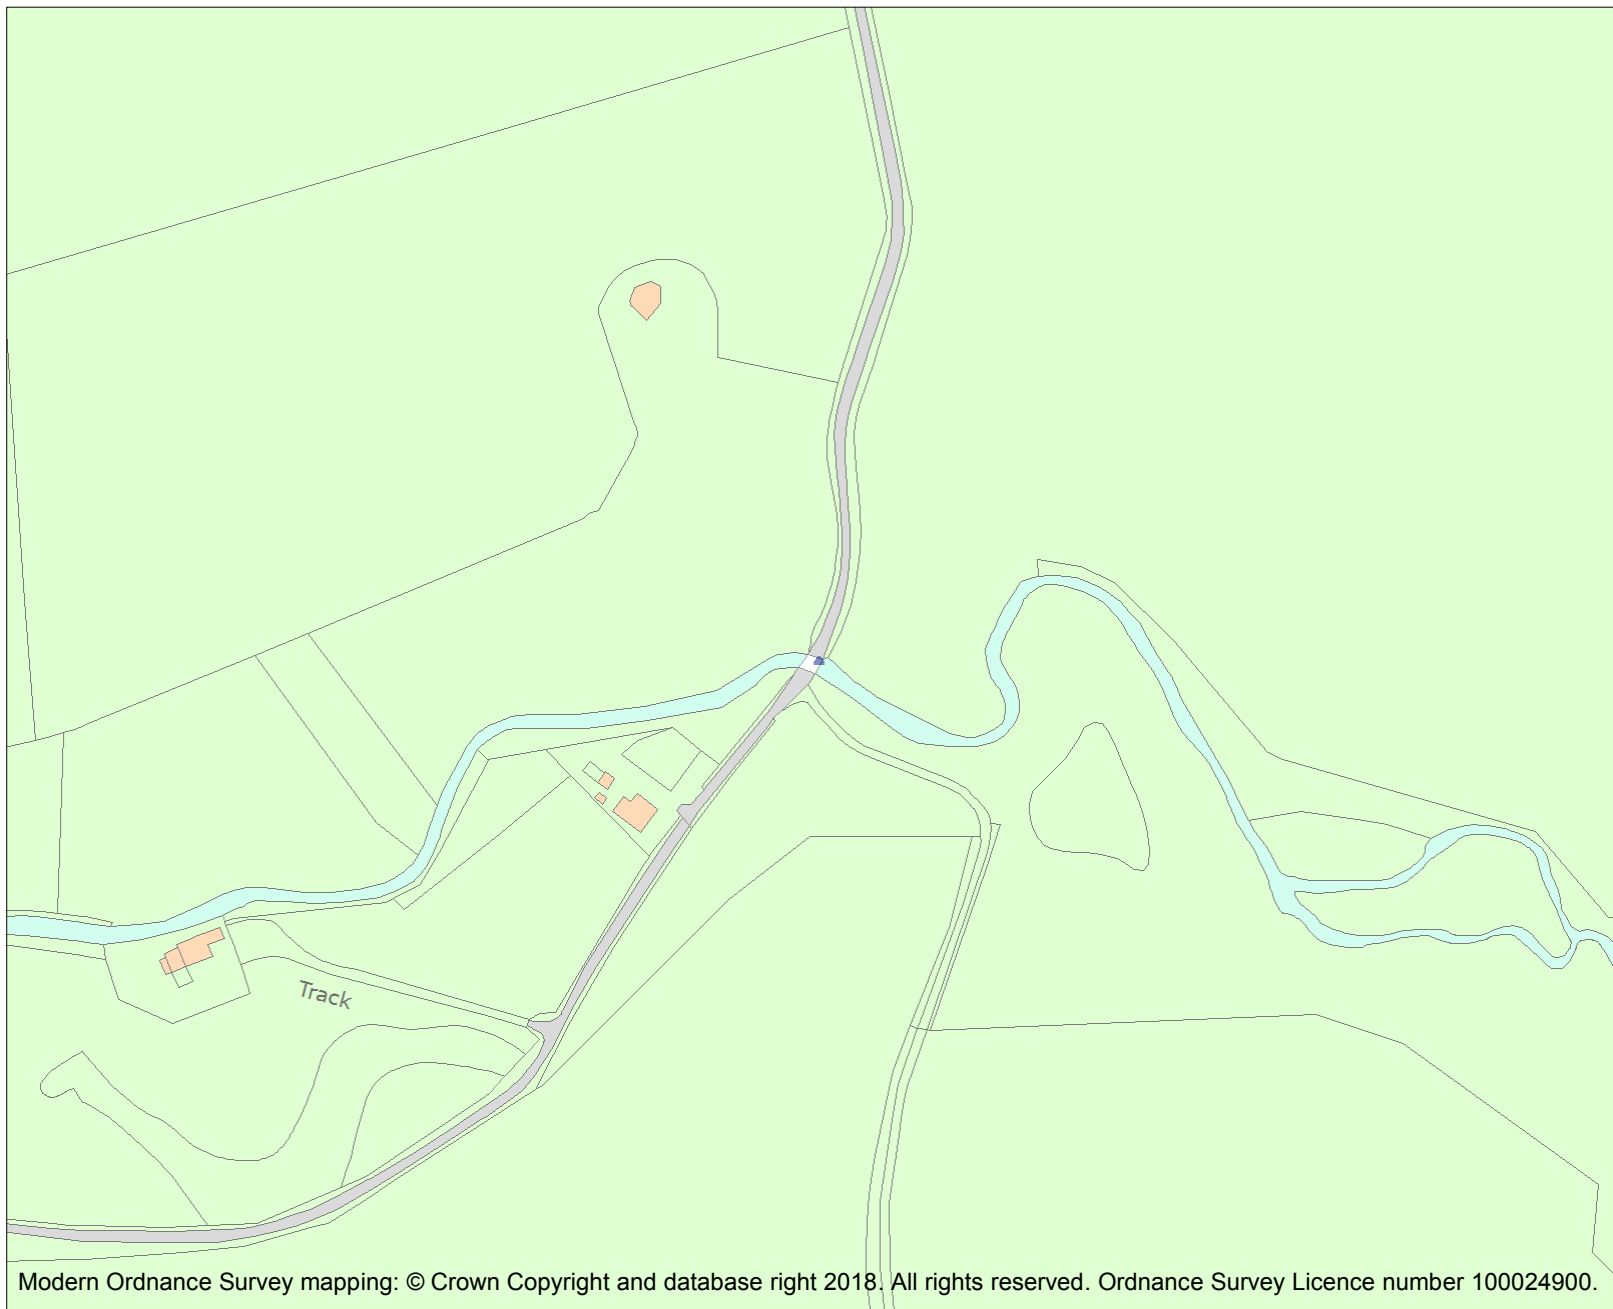 Track
Modern Ordnance Survey mapping: © Crown Copyright and database right 2018. All rights reserved. Ordnance Survey Licence number 100024900.